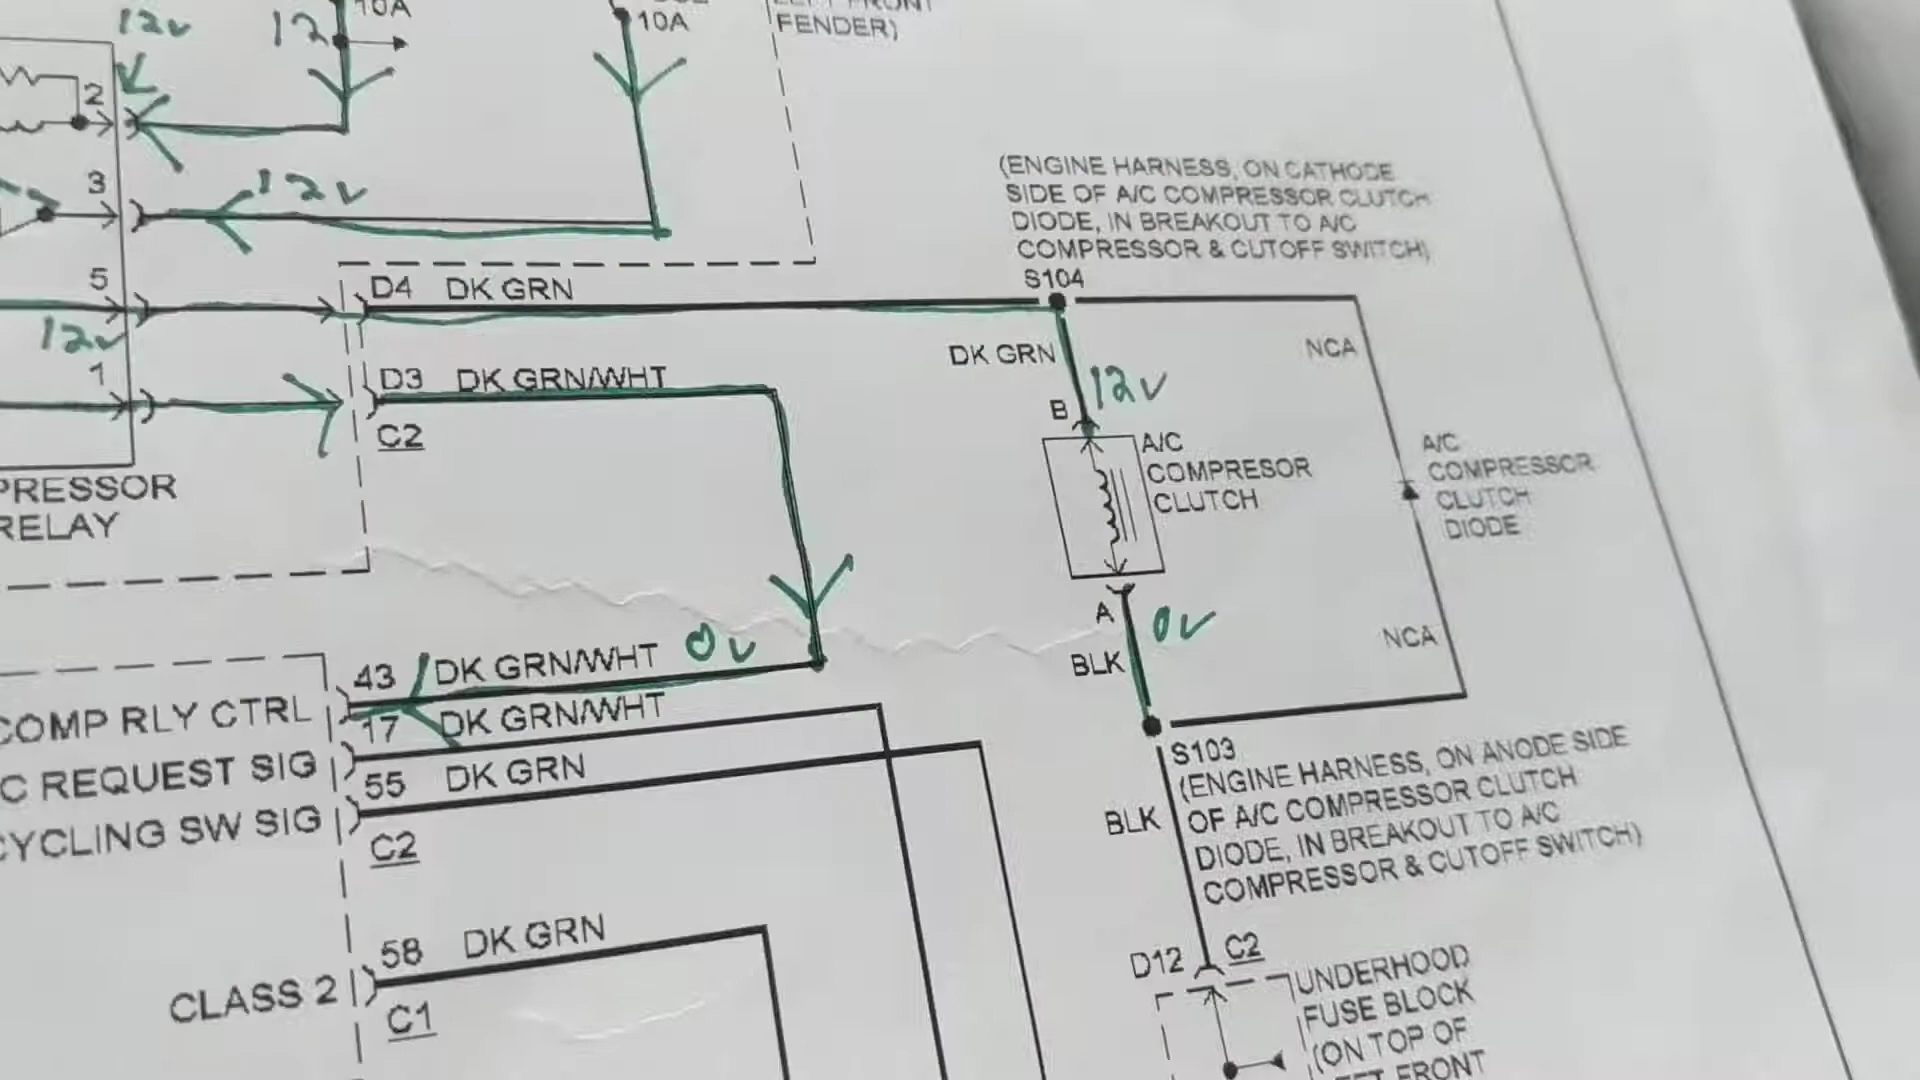 10A
10A
FENDER)
12v
12
2
3
12v
(ENGINE HARNESS, ON CATHODE
SIDE OF A/C COMPRESSOR CLUTCH
DIODE, IN BREAKOUT TO A/C
COMPRESSOR & CUTOFF SWITCH)
S104
5
D4 DK GRN
12v
DK GRN
NCA
1
D3 DK GRN/WHT
12v
B
C2
A/C
COMPRESOR
CLUTCH
A/C
COMPRESSOR
CLUTCH
DIODE
PRESSOR
RELAY
A
0v
BLK
NCA
43 DK GRN/WHT 0v
COMP RLY CTRL
17 DK GRN/WHT
C REQUEST SIG
55 DK GRN
CYCLING SW SIG
C2
S103
(ENGINE HARNESS, ON ANODE SIDE
OF A/C COMPRESSOR CLUTCH
DIODE, IN BREAKOUT TO A/C
COMPRESSOR & CUTOFF SWITCH)
BLK
58 DK GRN
CLASS 2
C1
D12 C2
UNDERHOOD
FUSE BLOCK
(ON TOP OF
FRONT